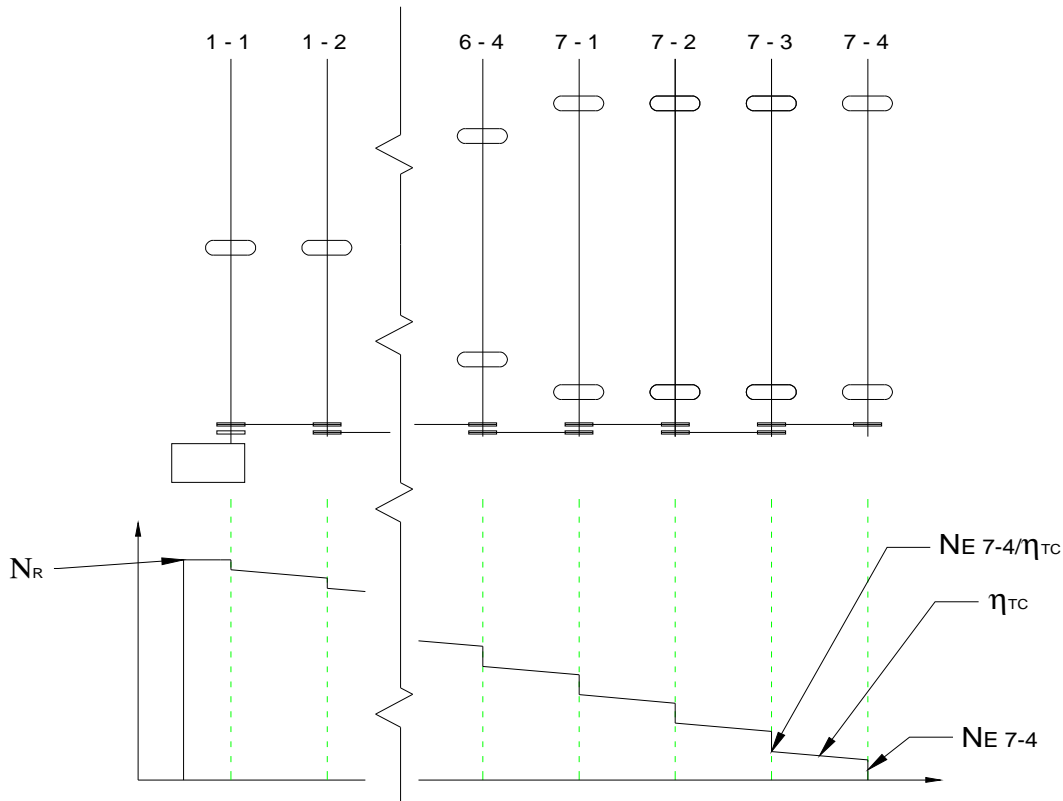 1 - 1 1 - 2 6 - 4 7 - 1 7 - 2 7 - 3 7 - 4
NR
NE 7-4/ηTC
ηTC
NE 7-4